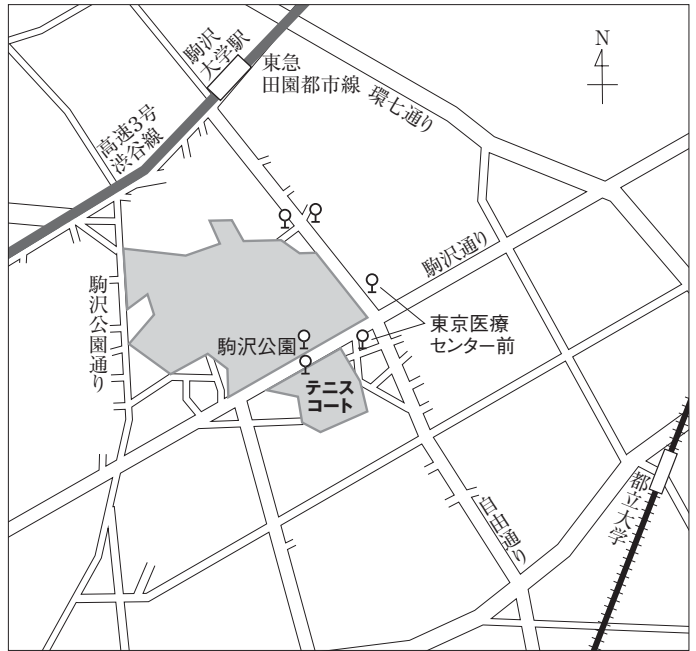 駒沢
大学駅
東急
田園都市線
環七通り
N
高速3号
渋谷線
駒沢通り
駒沢公園通り
駒沢公園
東京医療
センター前
テニス
コート
自由通り
都立大学